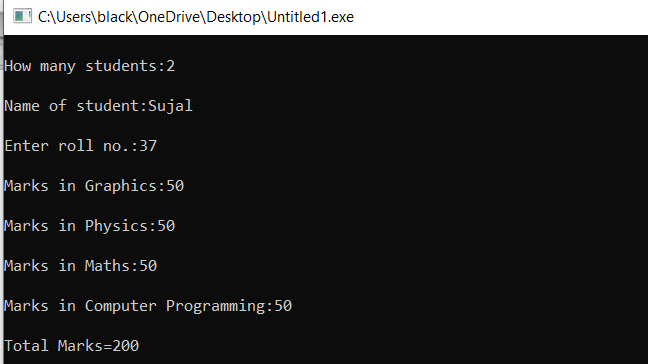 C:\Users\black\OneDrive\Desktop\Untitled1.exe
How many students:2
Name of student:Sujal
Enter roll no.:37
Marks in Graphics:50
Marks in Physics:50
Marks in Maths:50
Marks in Computer Programming:50
Total Marks=200